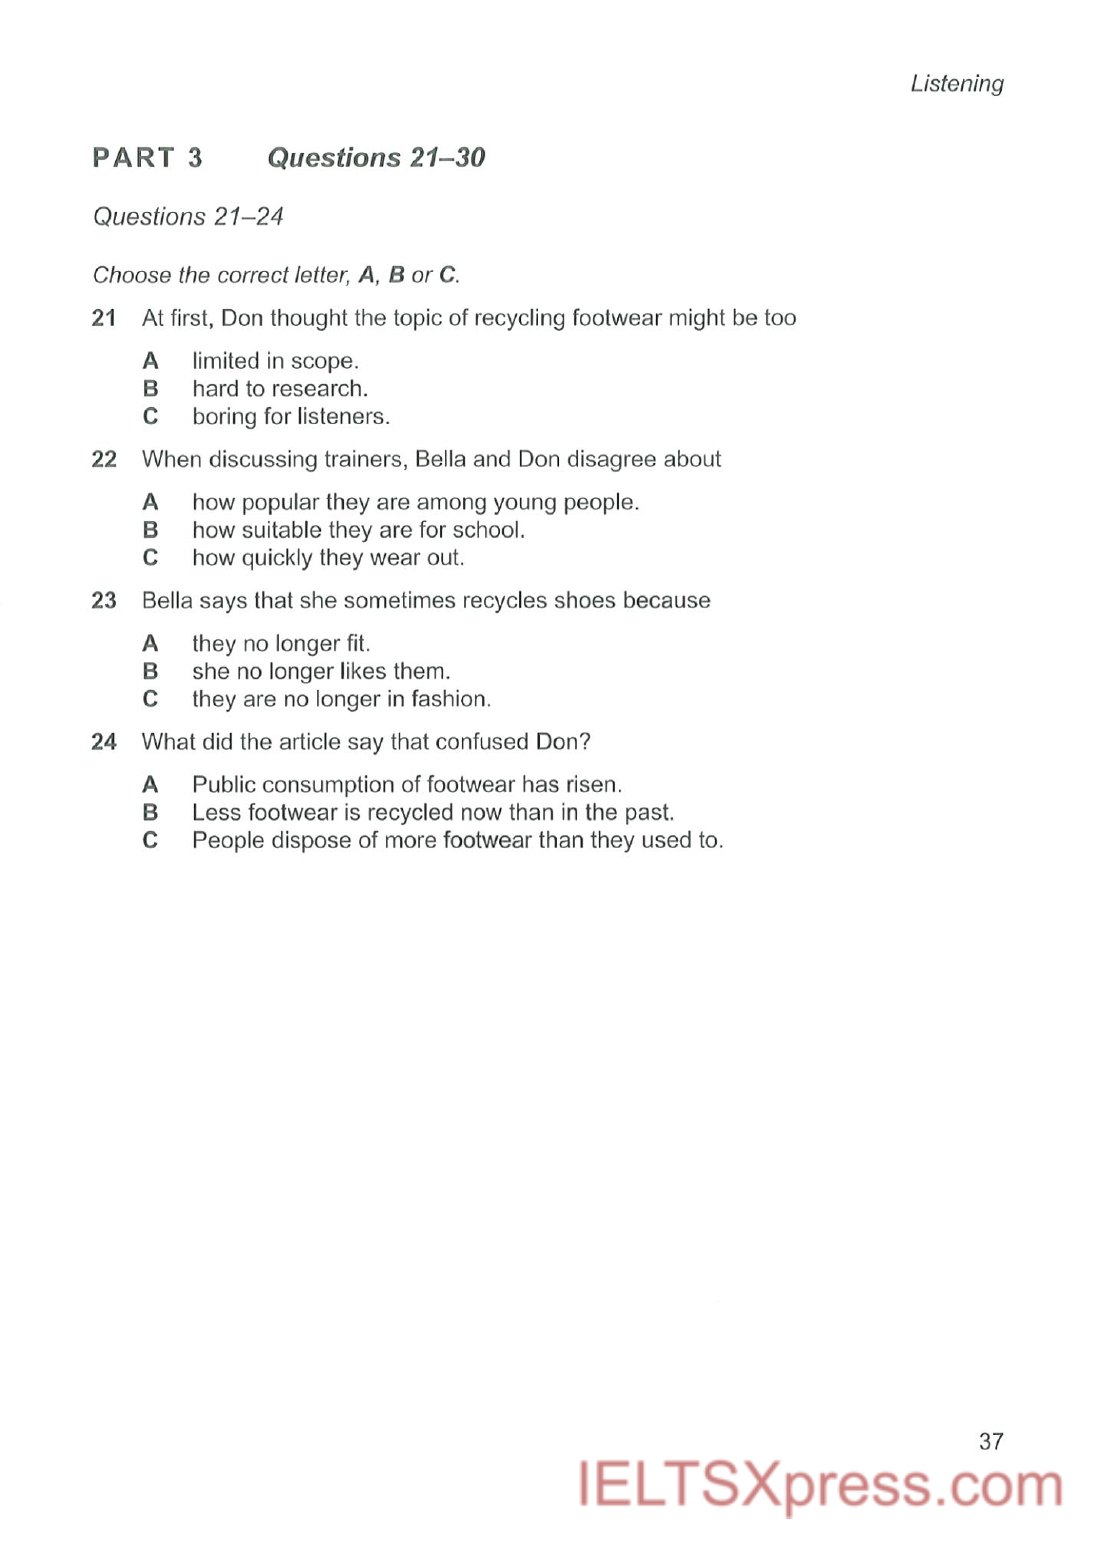 Listening
PART 3 Questions 21–30
Questions 21–24
Choose the correct letter, A, B or C.
21 At first, Don thought the topic of recycling footwear might be too
A limited in scope.
B hard to research.
C boring for listeners.
22 When discussing trainers, Bella and Don disagree about
A how popular they are among young people.
B how suitable they are for school.
C how quickly they wear out.
23 Bella says that she sometimes recycles shoes because
A they no longer fit.
B she no longer likes them.
C they are no longer in fashion.
24 What did the article say that confused Don?
A Public consumption of footwear has risen.
B Less footwear is recycled now than in the past.
C People dispose of more footwear than they used to.
37
IELTSXpress.com